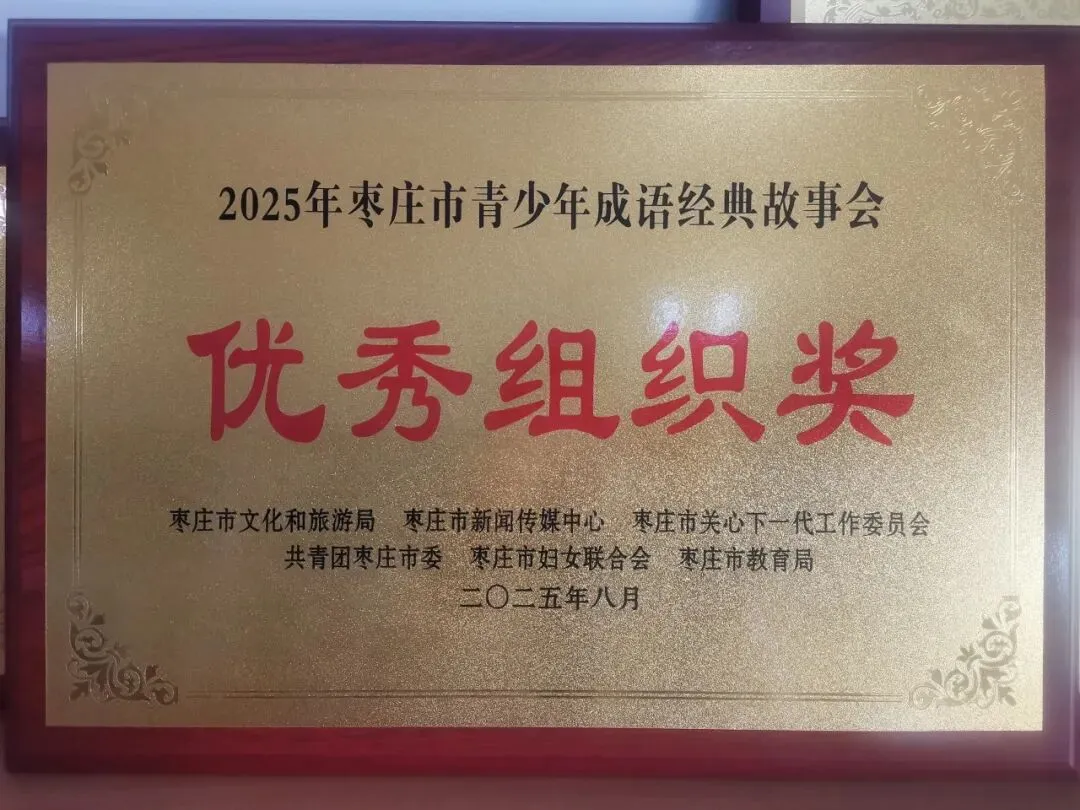 2025年枣庄市青少年成语经典故事会
优秀组织奖
枣庄市文化和旅游局 枣庄市新闻传媒中心 枣庄市关心下一代工作委员会
共青团枣庄市委 枣庄市妇女联合会 枣庄市教育局
二〇二五年八月